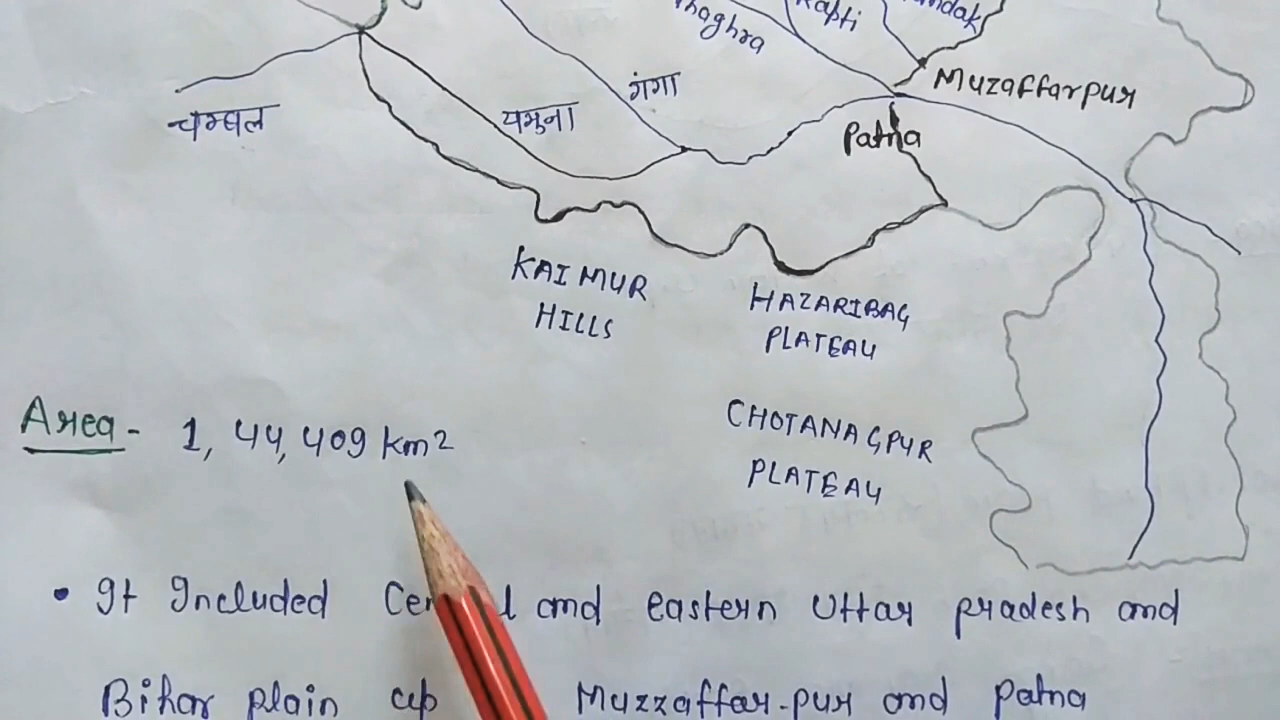 Rapti
चम्बल
यमुना
गंगा
Muzaffarpur
Patna
KAIMUR
HILLS
HAZARIBAG
PLATEAU
CHOTANAGPUR
PLATEAU
Area - 1,44,409 km²
• It Included and eastern Uttar pradesh and
Bihar plain up Muzzaffar-pur and patna